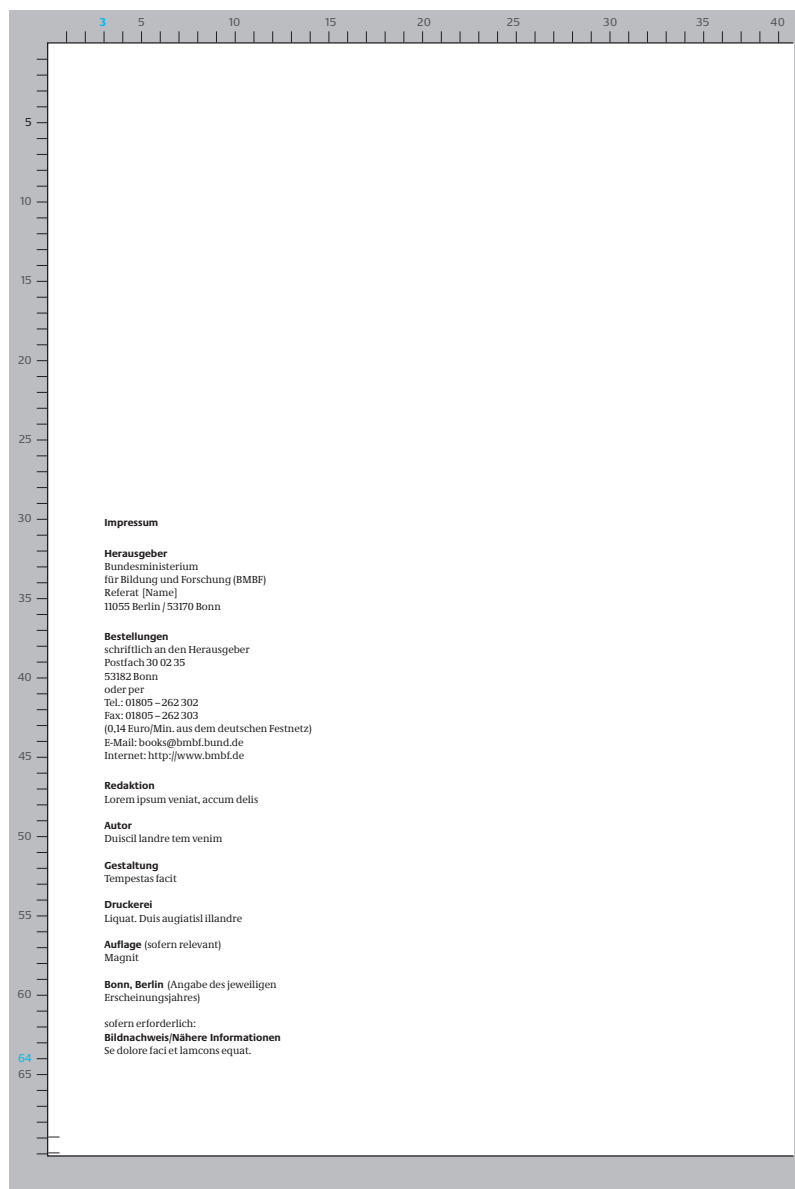 3 5 10 15 20 25 30 35 40
5
10
15
20
25
30
35
40
45
50
55
60
64
65
Impressum
Herausgeber
Bundesministerium
für Bildung und Forschung (BMBF)
Referat [Name]
11055 Berlin / 53170 Bonn
Bestellungen
schriftlich an den Herausgeber
Postfach 30 02 35
53182 Bonn
oder per
Tel.: 01805 – 262 302
Fax: 01805 – 262 303
(0,14 Euro/Min. aus dem deutschen Festnetz)
E-Mail: books@bmbf.bund.de
Internet: http://www.bmbf.de
Redaktion
Lorem ipsum veniat, accum delis
Autor
Duiscil landre tem venim
Gestaltung
Tempestas facit
Druckerei
Liquat. Duis augiatisl illandre
Auflage (sofern relevant)
Magnit
Bonn, Berlin (Angabe des jeweiligen
Erscheinungsjahres)
sofern erforderlich:
Bildnachweis/Nähere Informationen
Se dolore faci et lamcons equat.